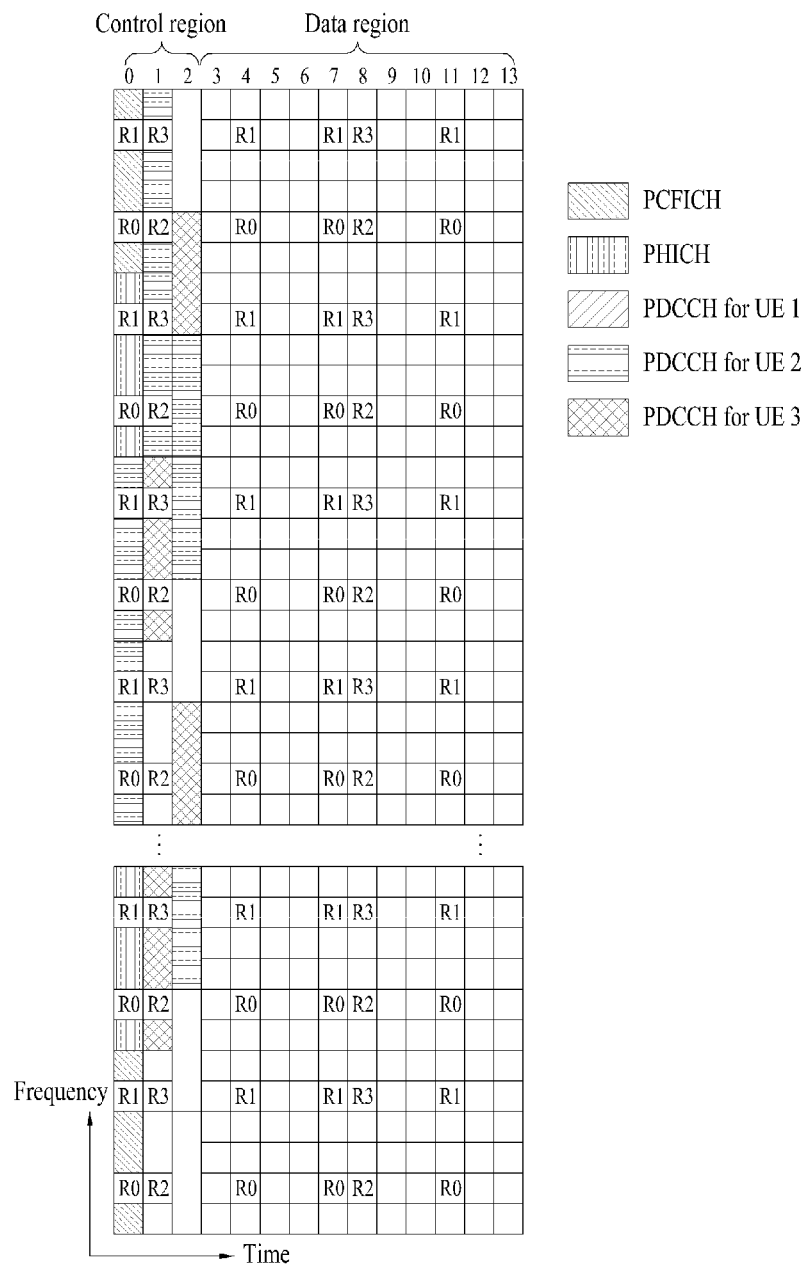 Control region Data region
0 1 2 3 4 5 6 7 8 9 10 11 12 13
R1 R3 R1 R1 R3 R1
R0 R2 R0 R0 R2 R0
R1 R3 R1 R1 R3 R1
R0 R2 R0 R0 R2 R0
R1 R3 R1 R1 R3 R1
R0 R2 R0 R0 R2 R0
R1 R3 R1 R1 R3 R1
R0 R2 R0 R0 R2 R0
R1 R3 R1 R1 R3 R1
R0 R2 R0 R0 R2 R0
R1 R3 R1 R1 R3 R1
R0 R2 R0 R0 R2 R0
PCFICH
PHICH
PDCCH for UE 1
PDCCH for UE 2
PDCCH for UE 3
Frequency
Time